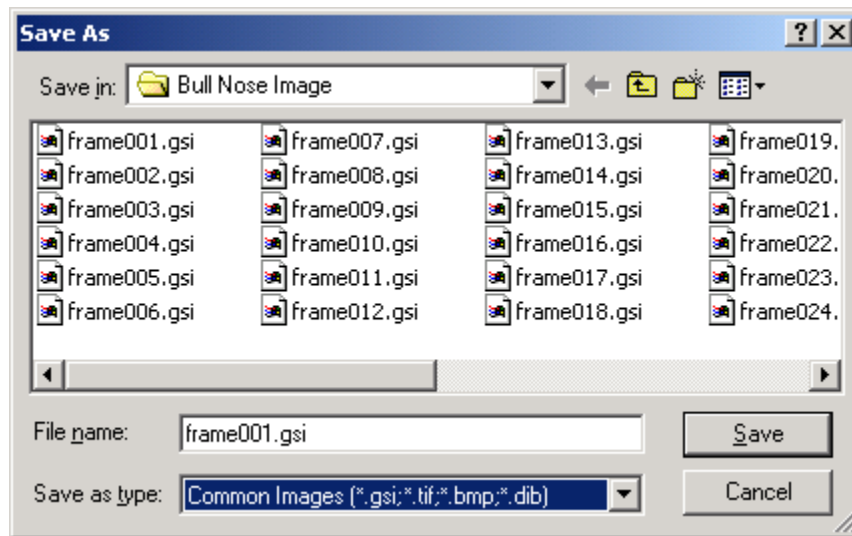 Save As
Save in: Bull Nose Image
frame001.gsi frame007.gsi frame013.gsi frame019.
frame002.gsi frame008.gsi frame014.gsi frame020.
frame003.gsi frame009.gsi frame015.gsi frame021.
frame004.gsi frame010.gsi frame016.gsi frame022.
frame005.gsi frame011.gsi frame017.gsi frame023.
frame006.gsi frame012.gsi frame018.gsi frame024.
File name: frame001.gsi Save
Save as type: Common Images (*.gsi;*.tif;*.bmp;*.dib) Cancel